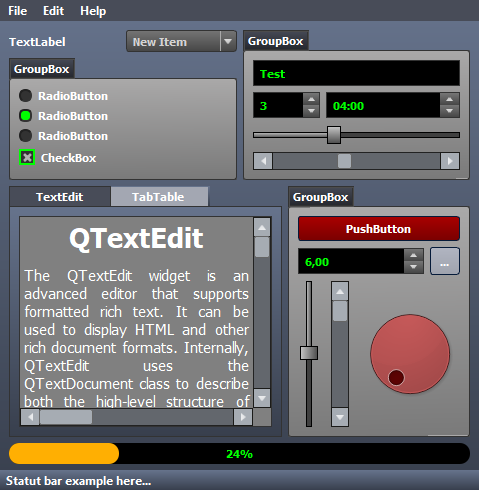 File Edit Help
TextLabel
New Item
GroupBox
RadioButton
RadioButton
RadioButton
CheckBox
GroupBox
Test
3
04:00
TextEdit
TabTable
QTextEdit
The QTextEdit widget is an
advanced editor that supports
formatted rich text. It can be
used to display HTML and other
rich document formats. Internally,
QTextEdit uses the
QTextDocument class to describe
both the high-level structure of
GroupBox
PushButton
6,00
...
24%
Statut bar example here...